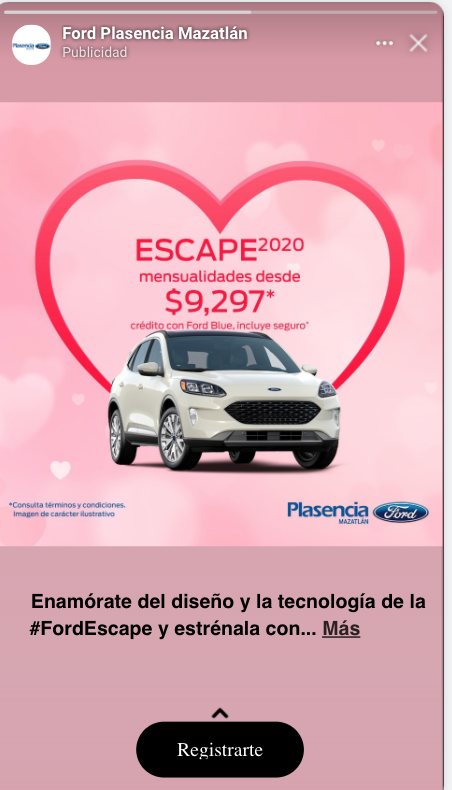 Ford Plasencia Mazatlán
Publicidad
ESCAPE2020
mensualidades desde
$9,297*
crédito con Ford Blue, incluye seguro*
*Consulta términos y condiciones.
Imagen de carácter ilustrativo
Plasencia Ford
MAZATLÁN
Enamórate del diseño y la tecnología de la
#FordEscape y estrénala con... Más
Registrarte